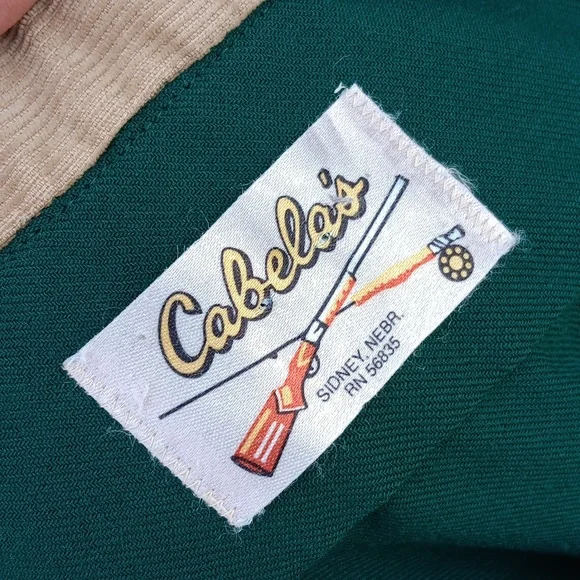 Cabela's
SIDNEY, NEBR.
RN 56835